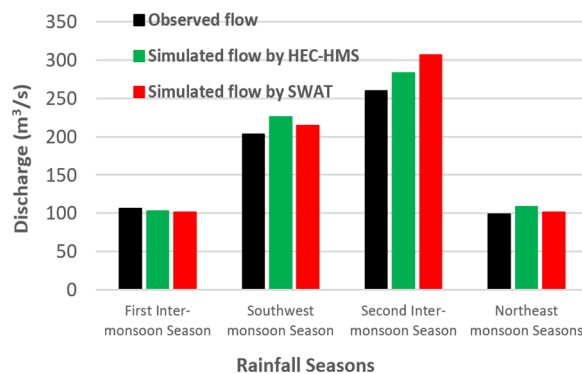 350
300
250
200
150
100
50
0
Discharge (m³/s)
Observed flow
Simulated flow by HEC-HMS
Simulated flow by SWAT
First Inter- Southwest Second Inter- Northeast
monsoon Season monsoon Season monsoon Season monsoon Seasons
Rainfall Seasons